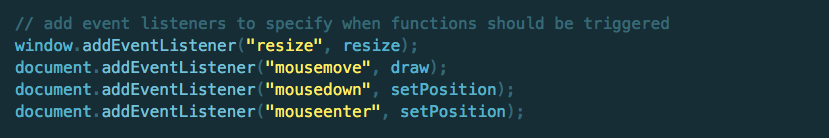 // add event listeners to specify when functions should be triggered
window.addEventListener("resize", resize);
document.addEventListener("mousemove", draw);
document.addEventListener("mousedown", setPosition);
document.addEventListener("mouseenter", setPosition);